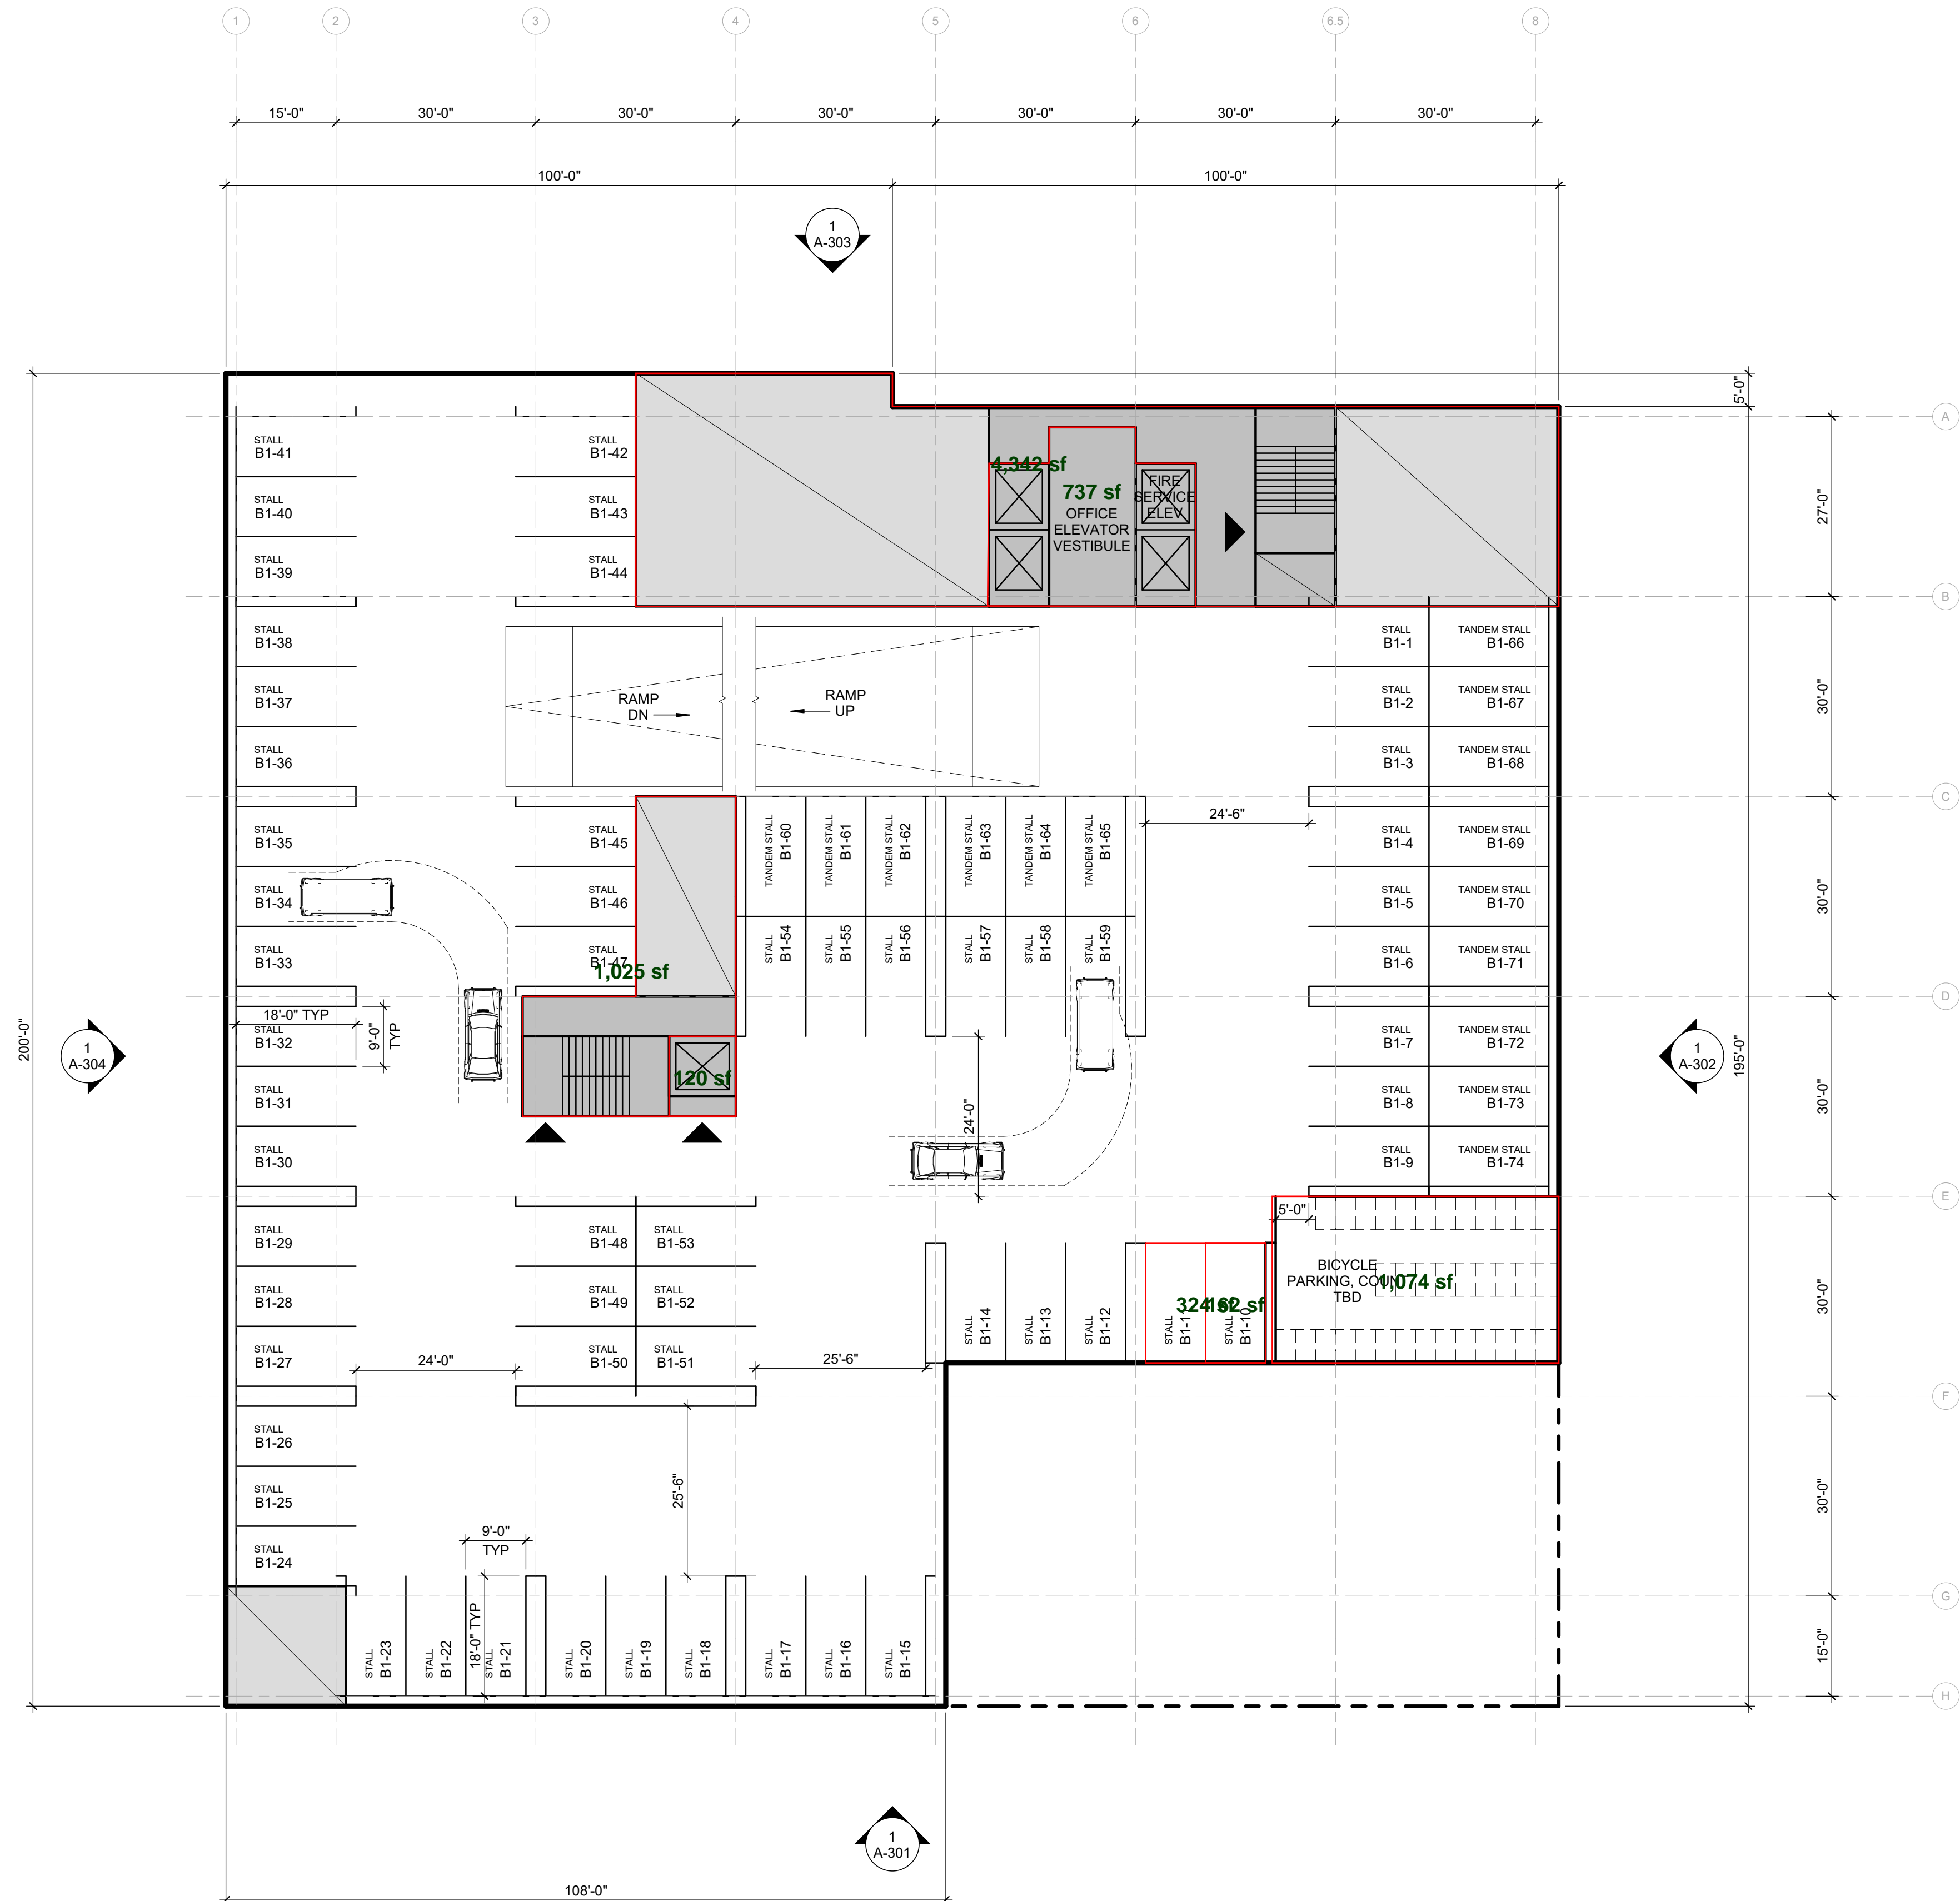 1
2
3
4
5
6
6.5
8
15'-0"
30'-0"
30'-0"
30'-0"
30'-0"
30'-0"
30'-0"
100'-0"
100'-0"
1
A-303
5'-0"
A
27'-0"
B
30'-0"
C
30'-0"
D
30'-0"
E
30'-0"
F
30'-0"
G
15'-0"
H
200'-0"
195'-0"
1
A-304
1
A-302
STALL
B1-41
STALL
B1-40
STALL
B1-39
STALL
B1-38
STALL
B1-37
STALL
B1-36
STALL
B1-35
STALL
B1-34
STALL
B1-33
18'-0" TYP
9'-0"
TYP
STALL
B1-32
STALL
B1-31
STALL
B1-30
STALL
B1-29
STALL
B1-28
STALL
B1-27
STALL
B1-26
STALL
B1-25
STALL
B1-24
STALL
B1-42
STALL
B1-43
STALL
B1-44
4,342 sf
737 sf
OFFICE
ELEVATOR
VESTIBULE
FIRE
SERVICE
ELEV.
RAMP
DN
RAMP
UP
STALL
B1-45
STALL
B1-46
STALL
B1-47
1,025 sf
120 sf
TANDEM STALL
B1-60
TANDEM STALL
B1-61
TANDEM STALL
B1-62
TANDEM STALL
B1-63
TANDEM STALL
B1-64
TANDEM STALL
B1-65
STALL
B1-54
STALL
B1-55
STALL
B1-56
STALL
B1-57
STALL
B1-58
STALL
B1-59
24'-6"
24'-0"
STALL
B1-1
TANDEM STALL
B1-66
STALL
B1-2
TANDEM STALL
B1-67
STALL
B1-3
TANDEM STALL
B1-68
STALL
B1-4
TANDEM STALL
B1-69
STALL
B1-5
TANDEM STALL
B1-70
STALL
B1-6
TANDEM STALL
B1-71
STALL
B1-7
TANDEM STALL
B1-72
STALL
B1-8
TANDEM STALL
B1-73
STALL
B1-9
TANDEM STALL
B1-74
5'-0"
BICYCLE
PARKING, COUNT
TBD
1,074 sf
324 sf
162 sf
STALL
B1-14
STALL
B1-13
STALL
B1-12
STALL
B1-11
STALL
B1-10
STALL
B1-48
STALL
B1-53
STALL
B1-49
STALL
B1-52
STALL
B1-50
STALL
B1-51
24'-0"
25'-6"
25'-6"
9'-0"
TYP
18'-0" TYP
STALL
B1-23
STALL
B1-22
STALL
B1-21
STALL
B1-20
STALL
B1-19
STALL
B1-18
STALL
B1-17
STALL
B1-16
STALL
B1-15
1
A-301
108'-0"